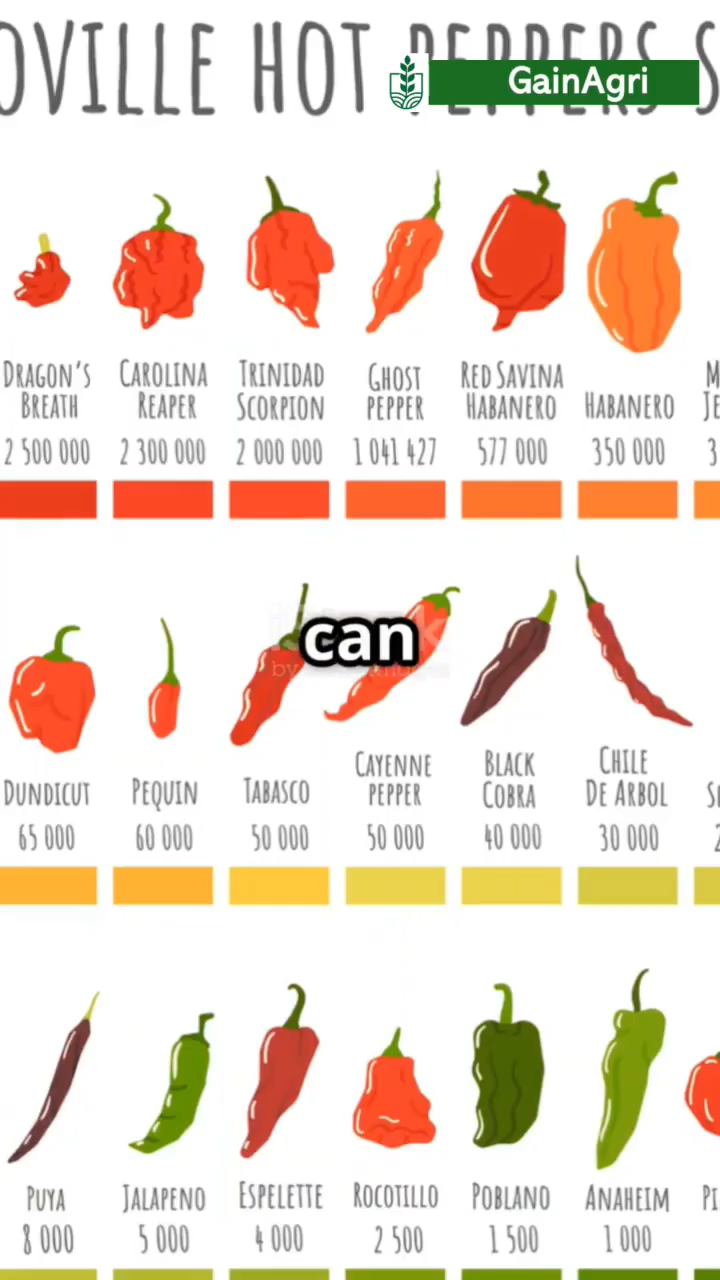 OVILLE HOT PEPPERS S
GainAgri
DRAGON'S BREATH
2 500 000
CAROLINA REAPER
2 300 000
TRINIDAD SCORPION
2 000 000
GHOST PEPPER
1 041 427
RED SAVINA HABANERO
577 000
HABANERO
350 000
can
DUNDICUT
65 000
PEQUIN
60 000
TABASCO
50 000
CAYENNE PEPPER
50 000
BLACK COBRA
40 000
CHILE DE ARBOL
30 000
PUYA
8 000
JALAPENO
5 000
ESPELETTE
4 000
ROCOTILLO
2 500
POBLANO
1 500
ANAHEIM
1 000